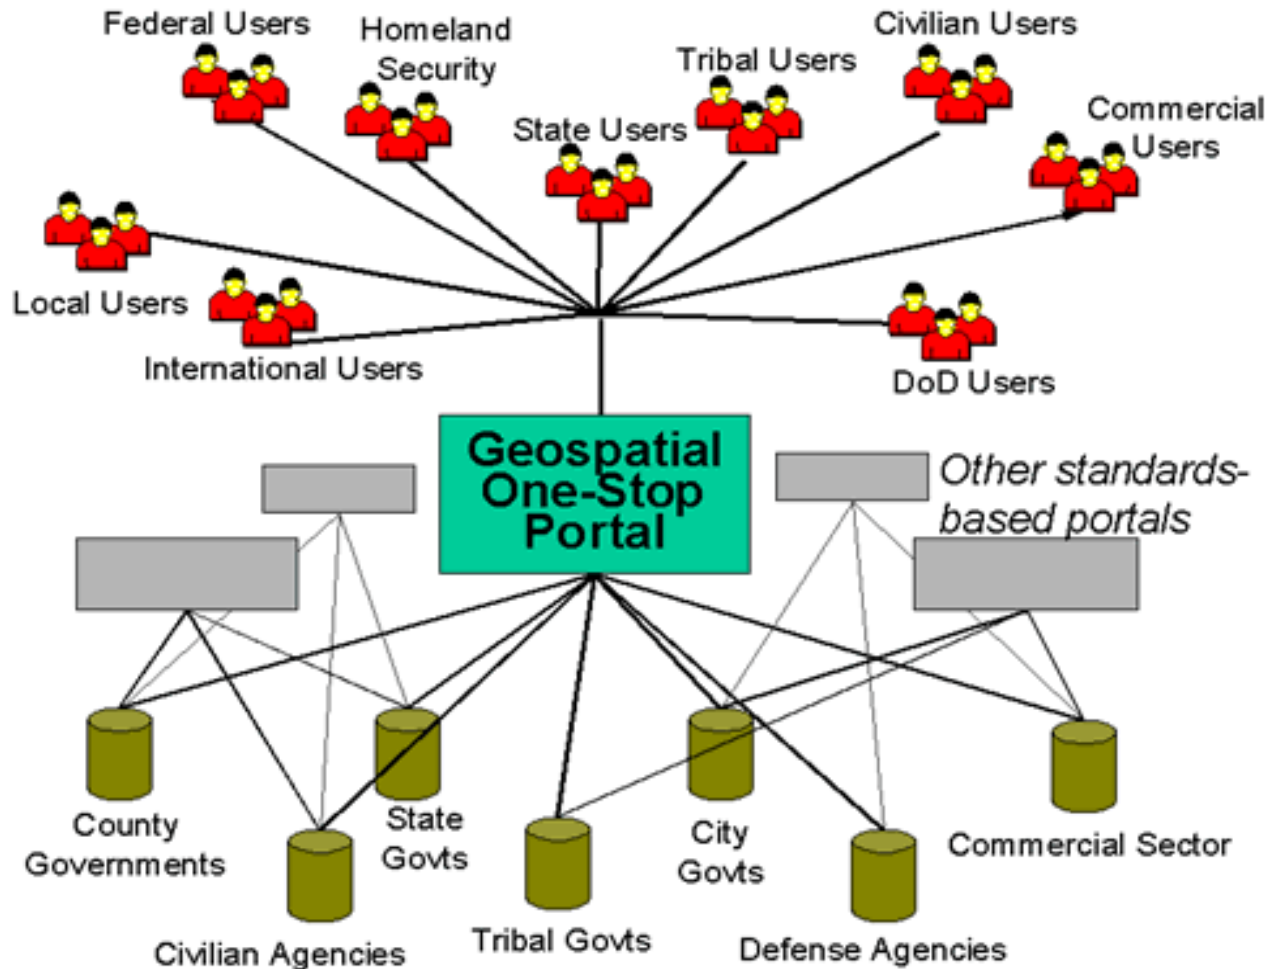 Federal Users
Homeland
Security
State Users
Tribal Users
Civilian Users
Commercial
Users
Local Users
International Users
DoD Users
Geospatial
One-Stop
Portal
Other standards-
based portals
County
Governments
State
Govts
City
Govts
Commercial Sector
Civilian Agencies
Tribal Govts
Defense Agencies